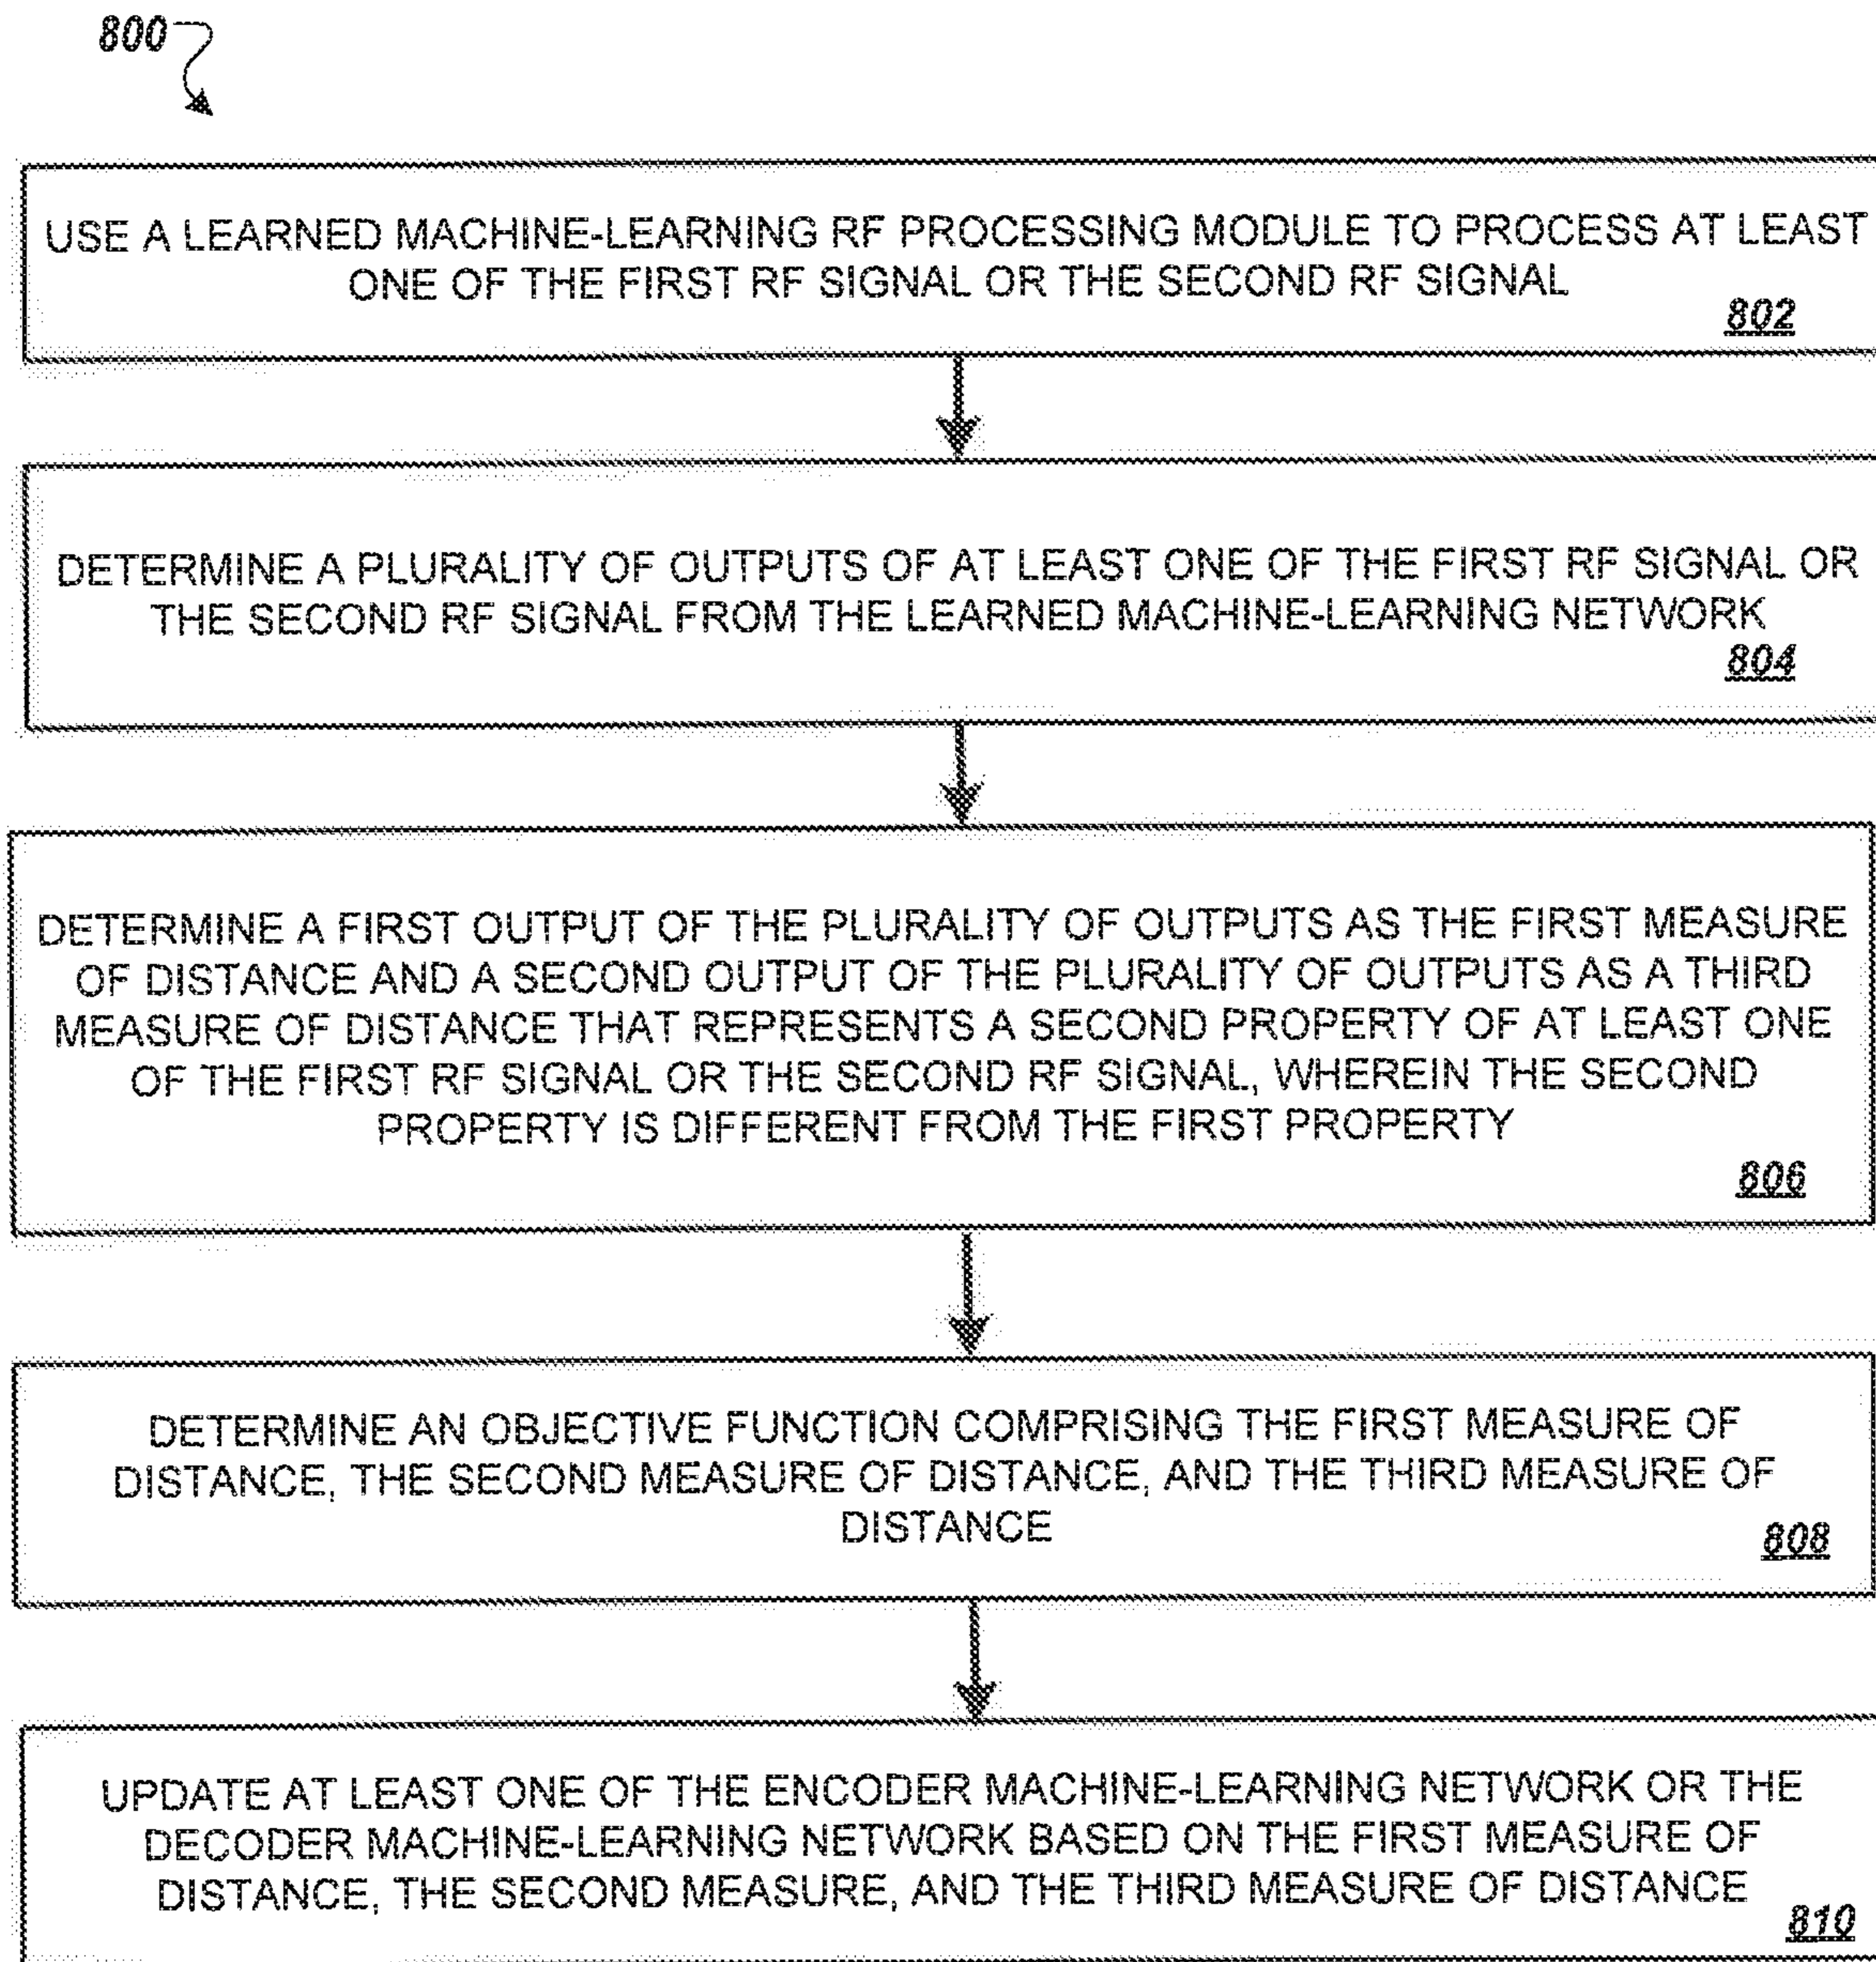 800
USE A LEARNED MACHINE-LEARNING RF PROCESSING MODULE TO PROCESS AT LEAST
ONE OF THE FIRST RF SIGNAL OR THE SECOND RF SIGNAL
802
DETERMINE A PLURALITY OF OUTPUTS OF AT LEAST ONE OF THE FIRST RF SIGNAL OR
THE SECOND RF SIGNAL FROM THE LEARNED MACHINE-LEARNING NETWORK
804
DETERMINE A FIRST OUTPUT OF THE PLURALITY OF OUTPUTS AS THE FIRST MEASURE
OF DISTANCE AND A SECOND OUTPUT OF THE PLURALITY OF OUTPUTS AS A THIRD
MEASURE OF DISTANCE THAT REPRESENTS A SECOND PROPERTY OF AT LEAST ONE
OF THE FIRST RF SIGNAL OR THE SECOND RF SIGNAL, WHEREIN THE SECOND
PROPERTY IS DIFFERENT FROM THE FIRST PROPERTY
806
DETERMINE AN OBJECTIVE FUNCTION COMPRISING THE FIRST MEASURE OF
DISTANCE, THE SECOND MEASURE OF DISTANCE, AND THE THIRD MEASURE OF
DISTANCE
808
UPDATE AT LEAST ONE OF THE ENCODER MACHINE-LEARNING NETWORK OR THE
DECODER MACHINE-LEARNING NETWORK BASED ON THE FIRST MEASURE OF
DISTANCE, THE SECOND MEASURE, AND THE THIRD MEASURE OF DISTANCE
810